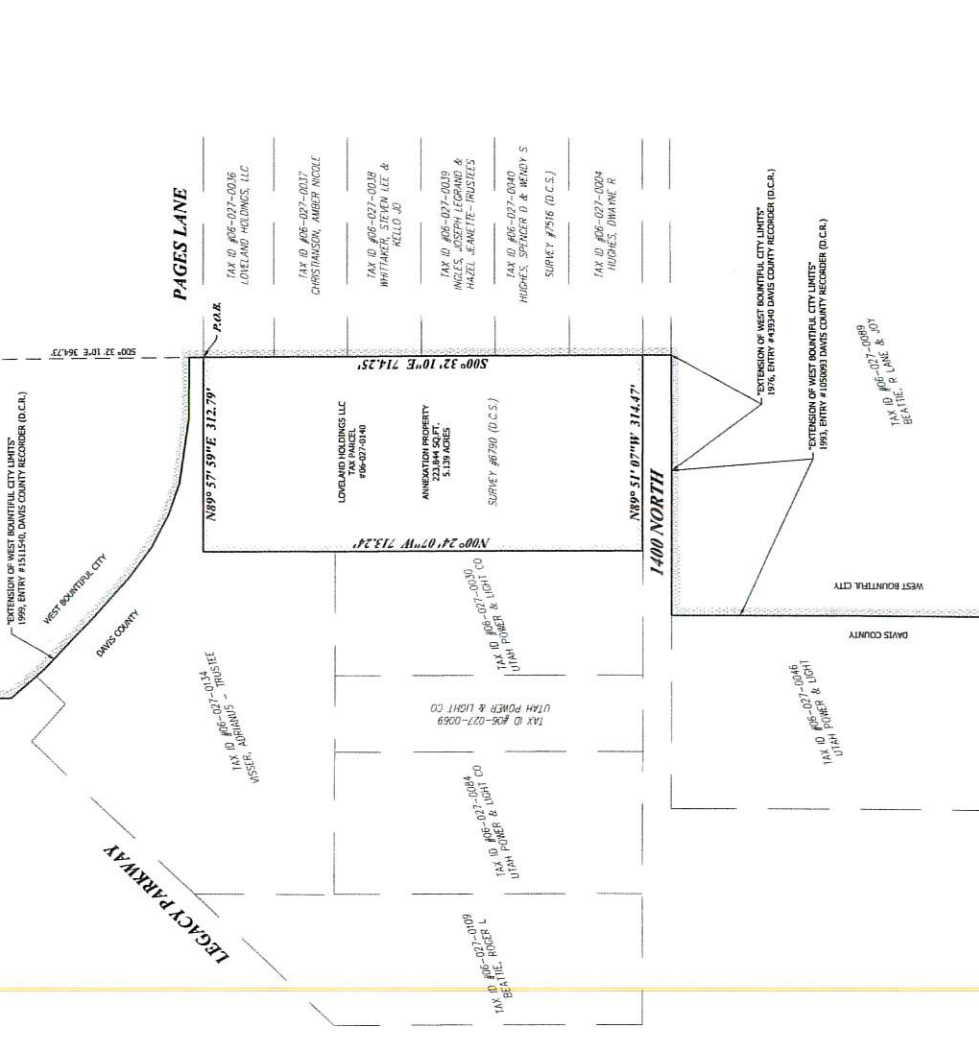 "EXTENSION OF WEST BOUNTIFUL CITY LIMITS"
1999, ENTRY #1511540, DAVIS COUNTY RECORDER (D.C.R.)
WEST BOUNTIFUL CITY
DAVIS COUNTY
S00° 32' 10"E 364.73'
PAGES LANE
P.O.B.
N89° 57' 59"E 312.79'
TAX ID #06-027-0036
LOVELAND HOLDINGS, LLC
TAX ID #06-027-0037
CHRISTIANSON, AMBER NICOLE
TAX ID #06-027-0038
WHITTAKER, STEVEN LEE &
KELLO JO
TAX ID #06-027-0039
INGLES, JOSEPH LEGRAND &
HAZEL JEANETTE-TRUSTEES
TAX ID #06-027-0040
HUGHES, SPENCER D & WENDY S
SURVEY #7516 (D.C.S.)
TAX ID #06-027-0004
HUGHES, DWAYNE R
S00° 32' 10"E 714.25'
LOVELAND HOLDINGS LLC
TAX PARCEL
#06-027-0140
ANNEXATION PROPERTY
223,844 SQ.FT.
5.139 ACRES
SURVEY #6790 (D.C.S.)
N00° 24' 07"W 713.24'
N89° 51' 07"W 314.47'
1400 NORTH
"EXTENSION OF WEST BOUNTIFUL CITY LIMITS"
1976, ENTRY #439340 DAVIS COUNTY RECORDER (D.C.R.)
"EXTENSION OF WEST BOUNTIFUL CITY LIMITS"
1993, ENTRY #1050093 DAVIS COUNTY RECORDER (D.C.R.)
TAX ID #06-027-0089
BEATTIE, R LANE & JOY
WEST BOUNTIFUL CITY
DAVIS COUNTY
TAX ID #06-027-0134
VISSER, ADRIANUS - TRUSTEE
TAX ID #06-027-0030
UTAH POWER & LIGHT CO
TAX ID #06-027-0069
UTAH POWER & LIGHT CO
TAX ID #06-027-0084
UTAH POWER & LIGHT CO
TAX ID #06-027-0046
UTAH POWER & LIGHT
LEGACY PARKWAY
TAX ID #06-027-0109
BEATTIE, ROGER L